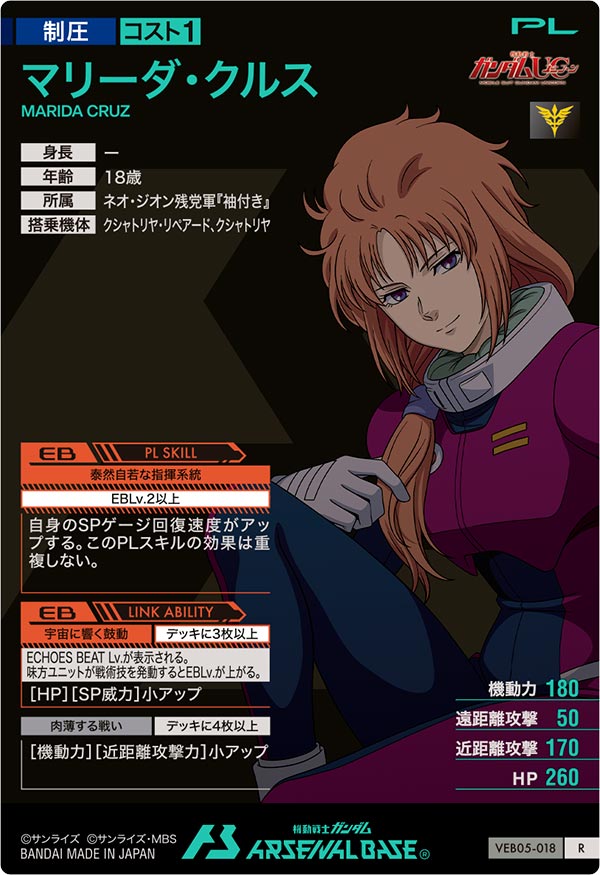 制圧 コスト1 PL
マリーダ・クルス
MARIDA CRUZ
機動戦士
ガンダムUC
MOBILE SUIT GUNDAM UNICORN
身長 ー
年齢 18歳
所属 ネオ・ジオン残党軍『袖付き』
搭乗機体 クシャトリヤ・リペアード、クシャトリヤ
EB PL SKILL
泰然自若な指揮系統
EBLv.2以上
自身のSPゲージ回復速度がアッ
プする。このPLスキルの効果は重
複しない。
EB LINK ABILITY
宇宙に響く鼓動 デッキに3枚以上
ECHOES BEAT Lv.が表示される。
味方ユニットが戦術技を発動するとEBLv.が上がる。
[HP][SP威力]小アップ
肉薄する戦い デッキに4枚以上
[機動力][近距離攻撃力]小アップ
機動力 180
遠距離攻撃 50
近距離攻撃 170
HP 260
©サンライズ ©サンライズ・MBS
BANDAI MADE IN JAPAN
機動戦士ガンダム
AB ARSENAL BASE®
VEB05-018 R